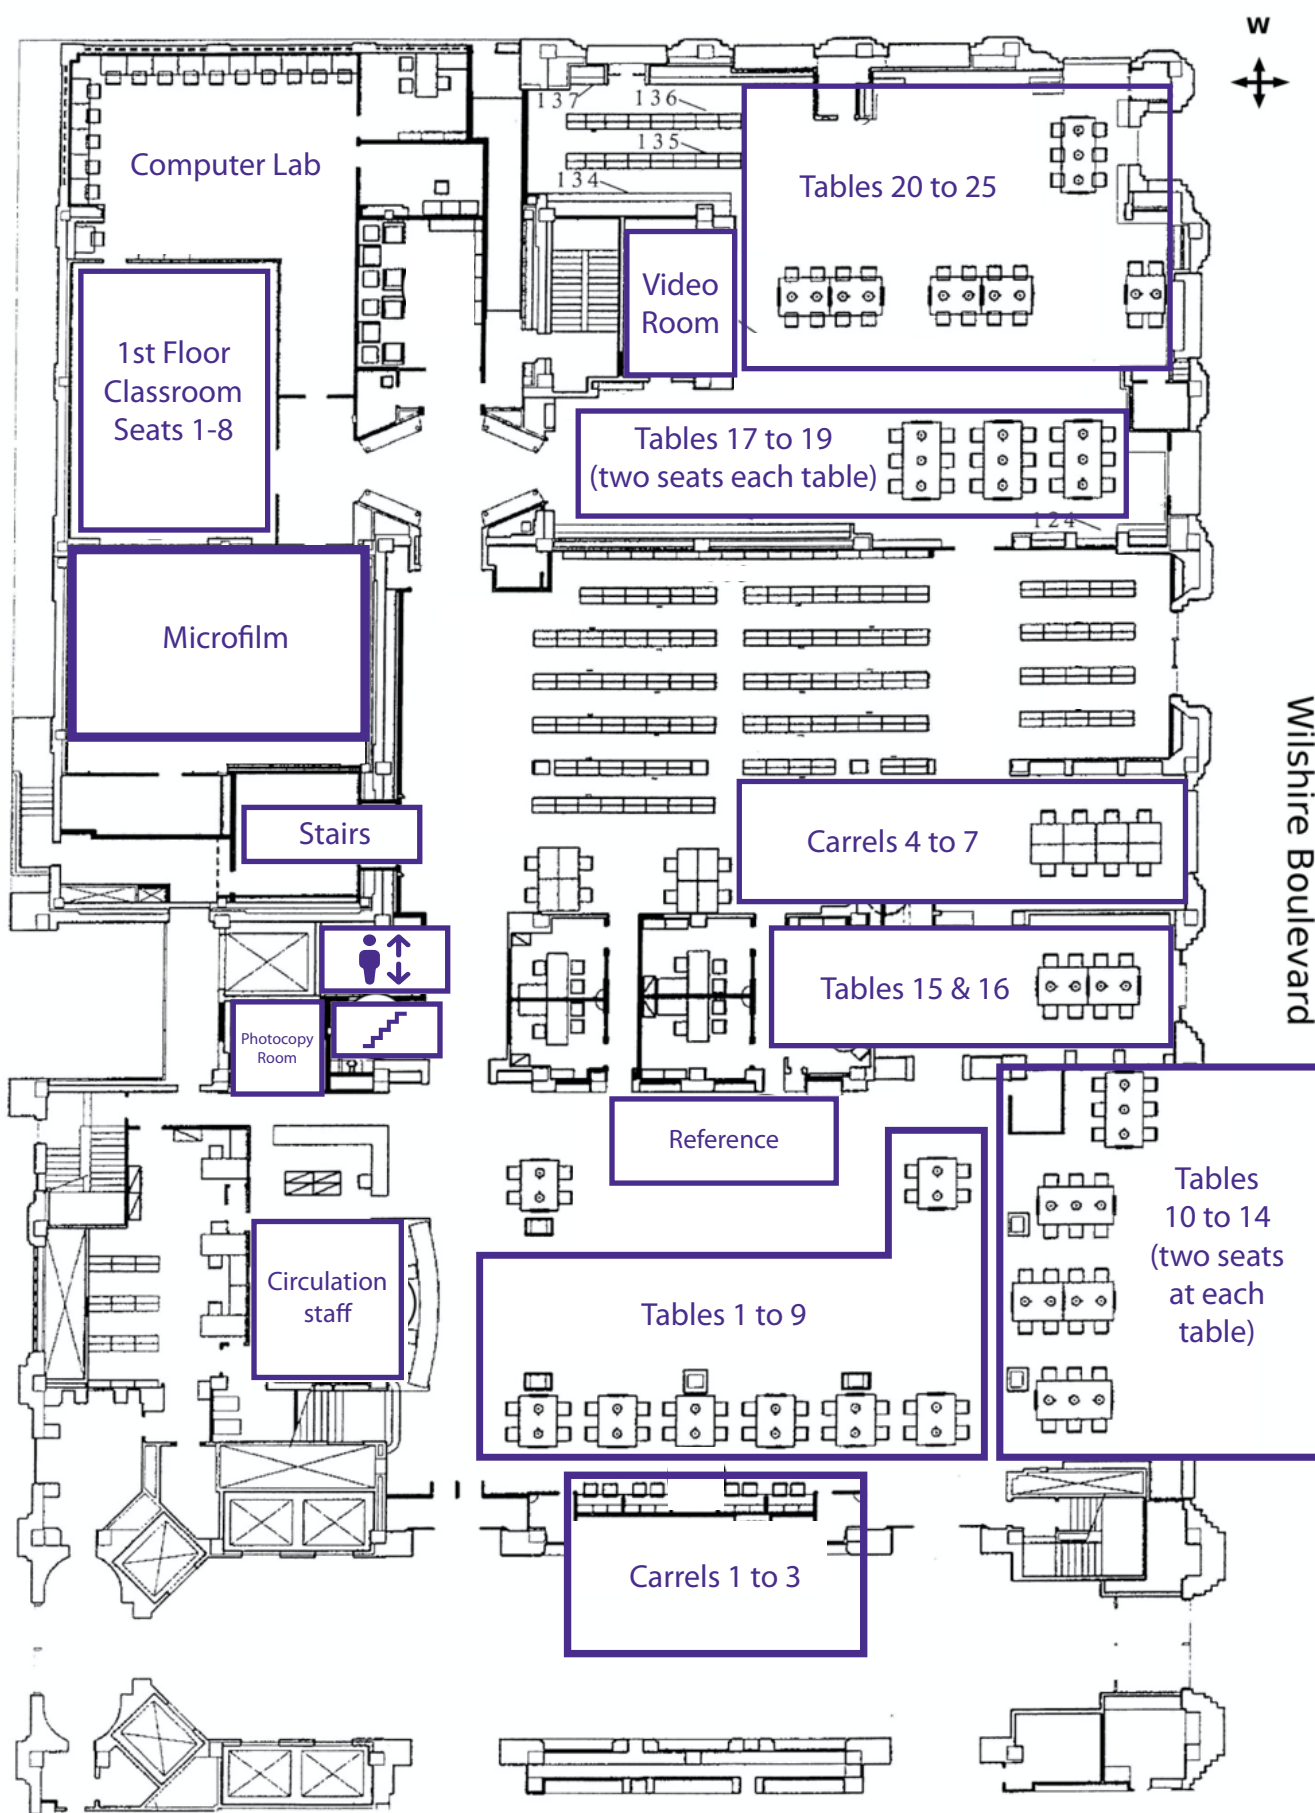 W
137
136
135
134
Computer Lab
Tables 20 to 25
Video
Room
1st Floor
Classroom
Seats 1-8
Tables 17 to 19
(two seats each table)
124
Microfilm
Wilshire Boulevard
Stairs
Carrels 4 to 7
Tables 15 & 16
Photocopy
Room
Reference
Tables
10 to 14
(two seats
at each
table)
Circulation
staff
Tables 1 to 9
Carrels 1 to 3